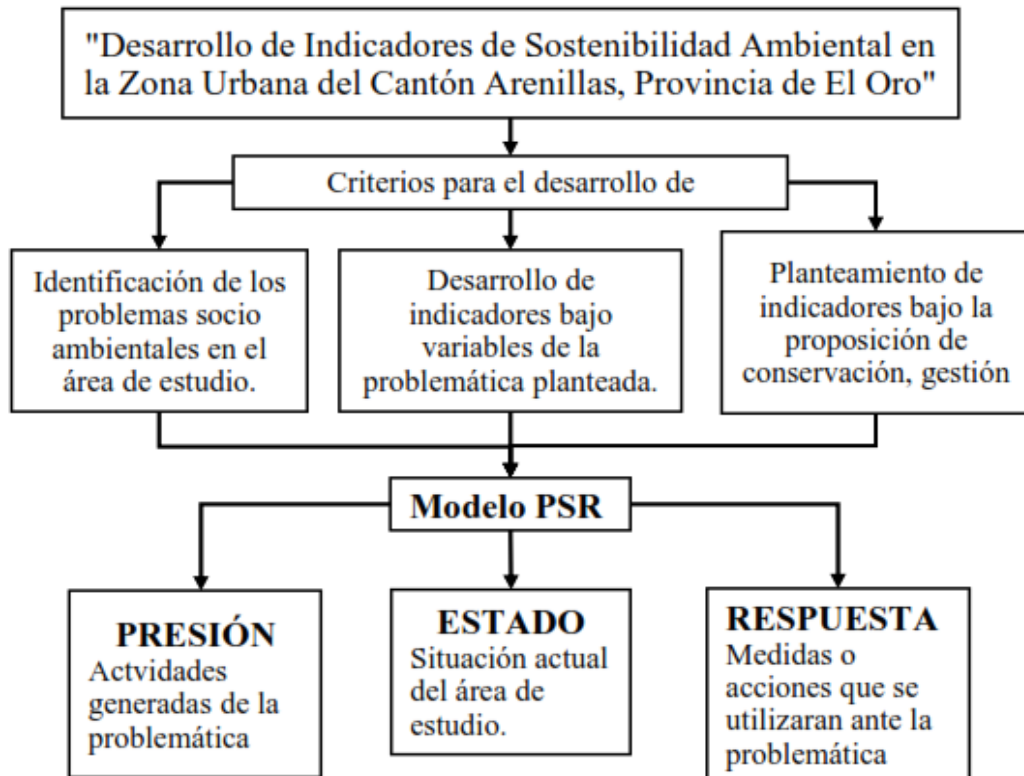 "Desarrollo de Indicadores de Sostenibilidad Ambiental en
la Zona Urbana del Cantón Arenillas, Provincia de El Oro"
Criterios para el desarrollo de
Identificación de los
problemas socio
ambientales en el
área de estudio.
Desarrollo de
indicadores bajo
variables de la
problemática planteada.
Planteamiento de
indicadores bajo la
proposición de
conservación, gestión
Modelo PSR
PRESIÓN
Actvidades
generadas de la
problemática
ESTADO
Situación actual
del área de
estudio.
RESPUESTA
Medidas o
acciones que se
utilizaran ante la
problemática